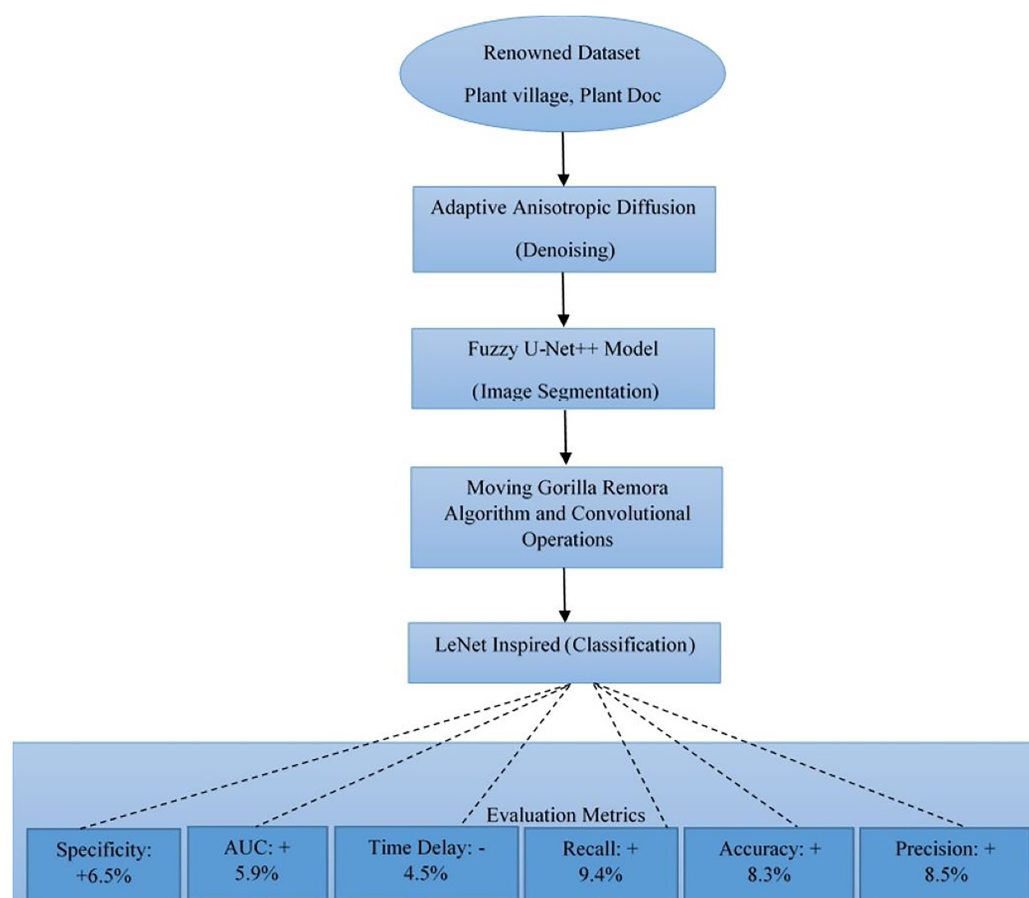 Renowned Dataset
Plant village, Plant Doc
Adaptive Anisotropic Diffusion
(Denoising)
Fuzzy U-Net++ Model
(Image Segmentation)
Moving Gorilla Remora
Algorithm and Convolutional
Operations
LeNet Inspired (Classification)
Evaluation Metrics
Specificity:
+6.5%
AUC: +
5.9%
Time Delay: -
4.5%
Recall: +
9.4%
Accuracy: +
8.3%
Precision: +
8.5%